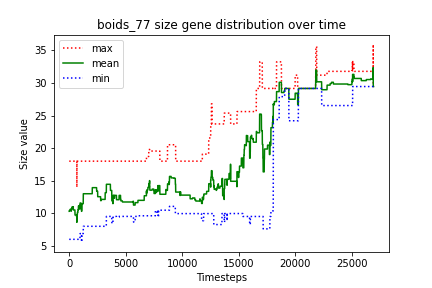 boids_77 size gene distribution over time
max
mean
min
Size value
35
30
25
20
15
10
5
0
5000
10000
15000
20000
25000
Timesteps